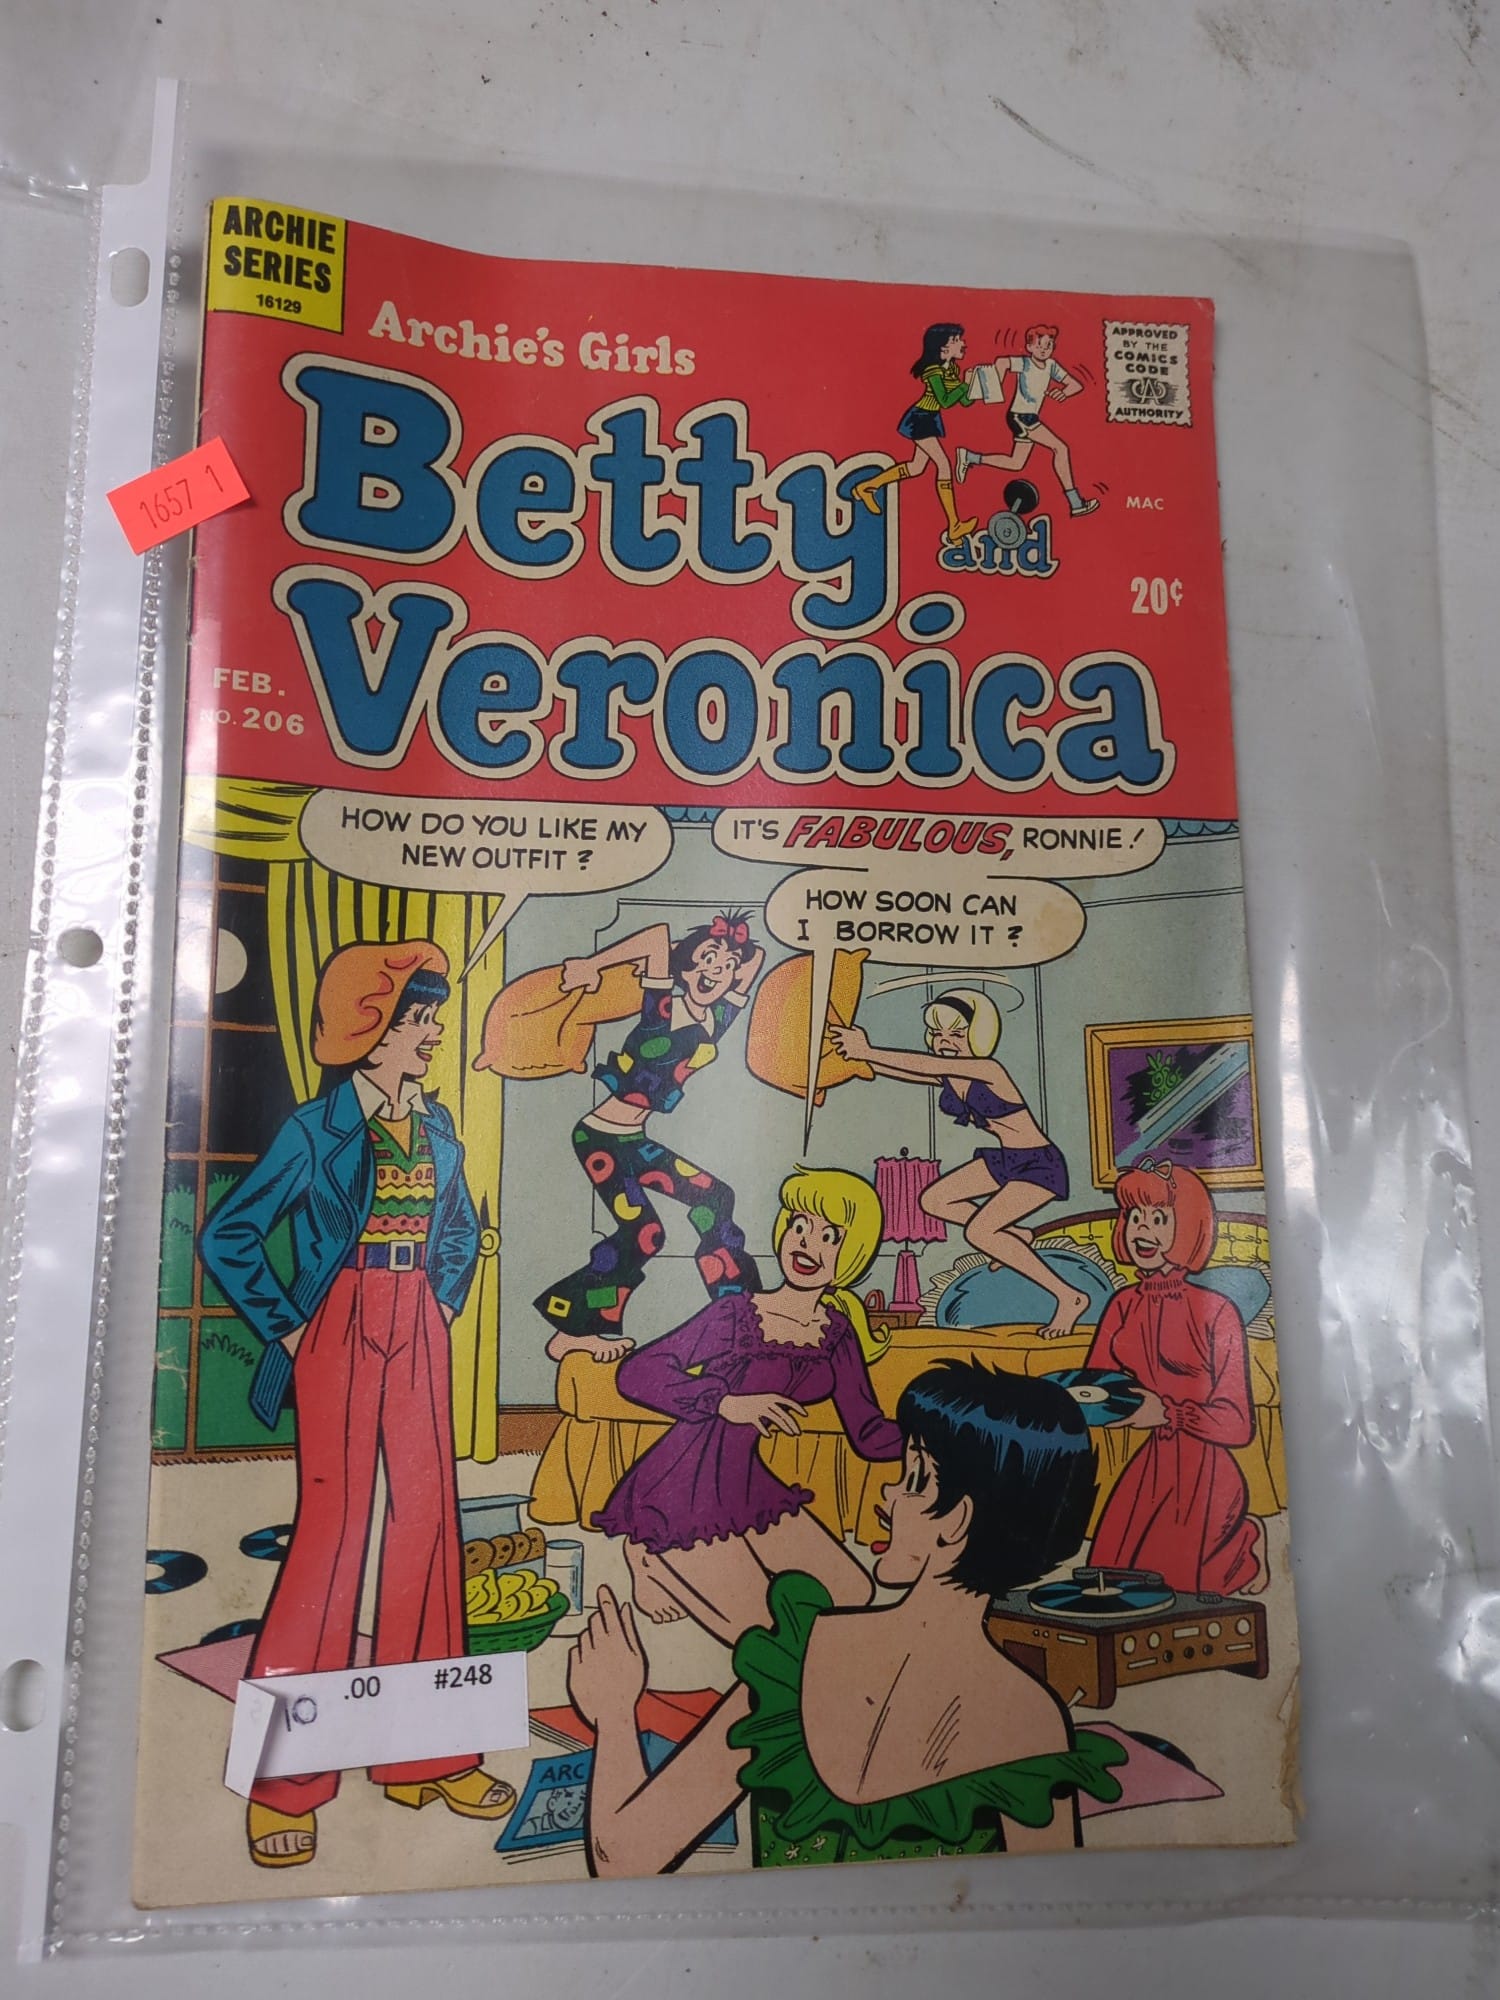 ARCHIE
SERIES
16129
Archie's Girls
Betty
and
Veronica
APPROVED
BY THE
COMICS
CODE
CA
AUTHORITY
MAC
20¢
FEB.
NO. 206
1657 1
HOW DO YOU LIKE MY
NEW OUTFIT?
IT'S FABULOUS, RONNIE!
HOW SOON CAN
I BORROW IT?
10 .00 #248
ARC